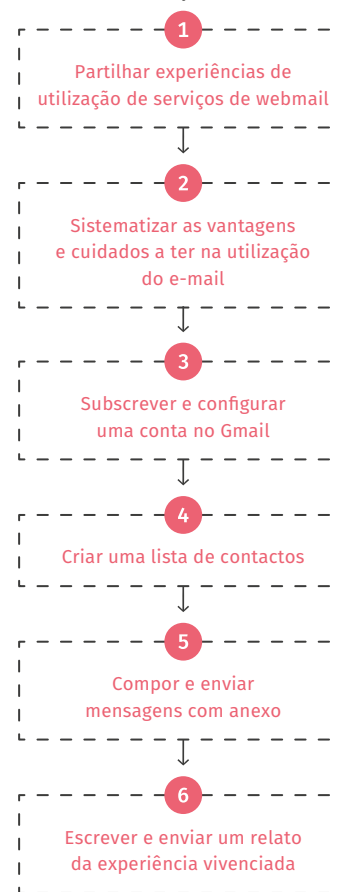 1
Partilhar experiências de
utilização de serviços de webmail
2
Sistematizar as vantagens
e cuidados a ter na utilização
do e-mail
3
Subscrever e configurar
uma conta no Gmail
4
Criar uma lista de contactos
5
Compor e enviar
mensagens com anexo
6
Escrever e enviar um relato
da experiência vivenciada